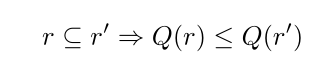 r ⊆ r′ ⇒ Q(r) ≤ Q(r′)